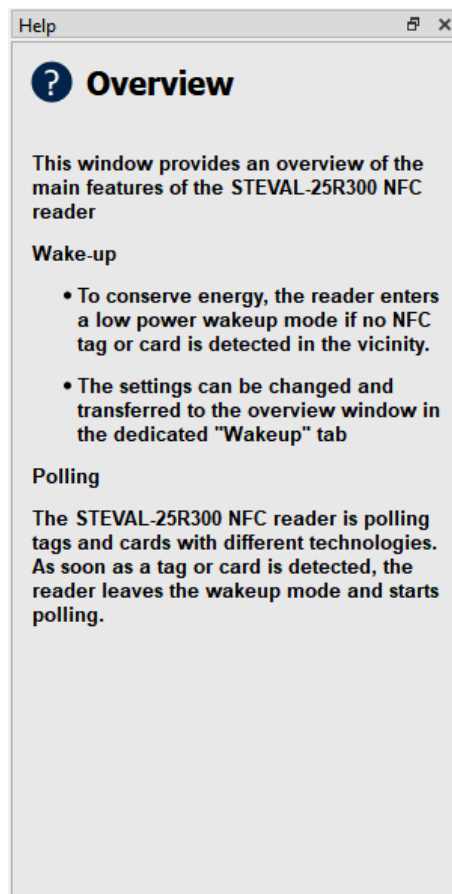 Help
? Overview
This window provides an overview of the
main features of the STEVAL-25R300 NFC
reader
Wake-up
• To conserve energy, the reader enters
a low power wakeup mode if no NFC
tag or card is detected in the vicinity.
• The settings can be changed and
transferred to the overview window in
the dedicated "Wakeup" tab
Polling
The STEVAL-25R300 NFC reader is polling
tags and cards with different technologies.
As soon as a tag or card is detected, the
reader leaves the wakeup mode and starts
polling.